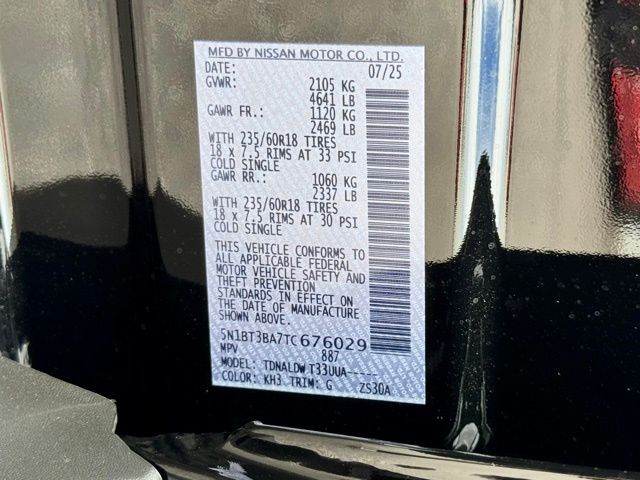 MFD BY NISSAN MOTOR CO., LTD.
DATE: 07/25
GVWR: 2105 KG
4641 LB
GAWR FR.: 1120 KG
2469 LB
WITH 235/60R18 TIRES
18 x 7.5 RIMS AT 33 PSI
COLD SINGLE
GAWR RR.: 1060 KG
2337 LB
WITH 235/60R18 TIRES
18 x 7.5 RIMS AT 30 PSI
COLD SINGLE
THIS VEHICLE CONFORMS TO
ALL APPLICABLE FEDERAL
MOTOR VEHICLE SAFETY AND
THEFT PREVENTION
STANDARDS IN EFFECT ON
THE DATE OF MANUFACTURE
SHOWN ABOVE.
5N1BT3BA7TC676029
MPV 887
MODEL: TDNALDW T33UUA-----
COLOR: KH3 TRIM: G ZS30A